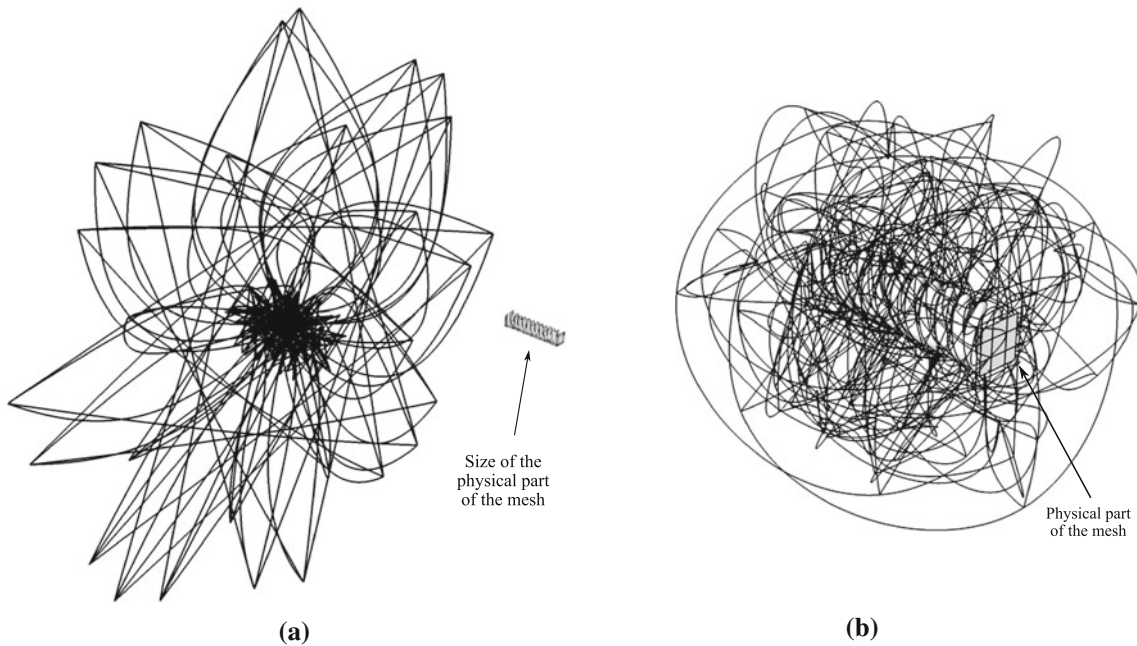 Size of the
physical part
of the mesh
Physical part
of the mesh
(a)
(b)